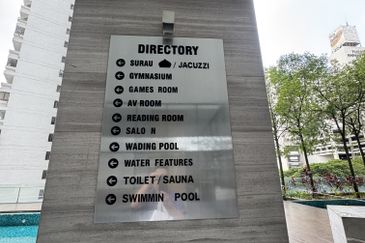 DIRECTORY
SURAU / JACUZZI
GYMNASIUM
GAMES ROOM
AV ROOM
READING ROOM
SALO N
WADING POOL
WATER FEATURES
TOILET / SAUNA
SWIMMIN POOL